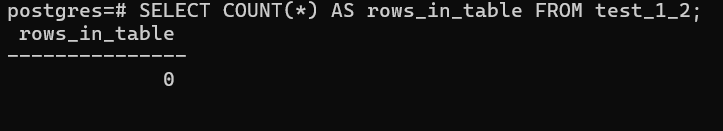 postgres=# SELECT COUNT(*) AS rows_in_table FROM test_1_2;
 rows_in_table
---------------
             0